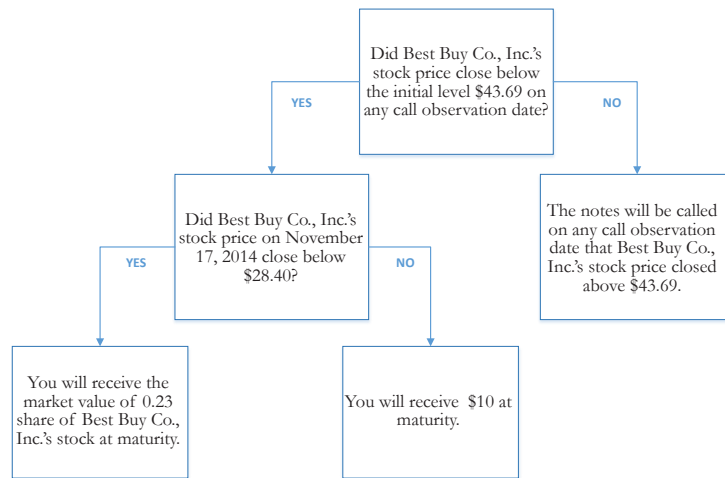 Did Best Buy Co., Inc.'s
stock price close below
the initial level $43.69 on
any call observation date?
YES
NO
Did Best Buy Co., Inc.'s
stock price on November
17, 2014 close below
$28.40?
The notes will be called
on any call observation
date that Best Buy Co.,
Inc.'s stock price closed
above $43.69.
YES
NO
You will receive the
market value of 0.23
share of Best Buy Co.,
Inc.'s stock at maturity.
You will receive  $10 at
maturity.